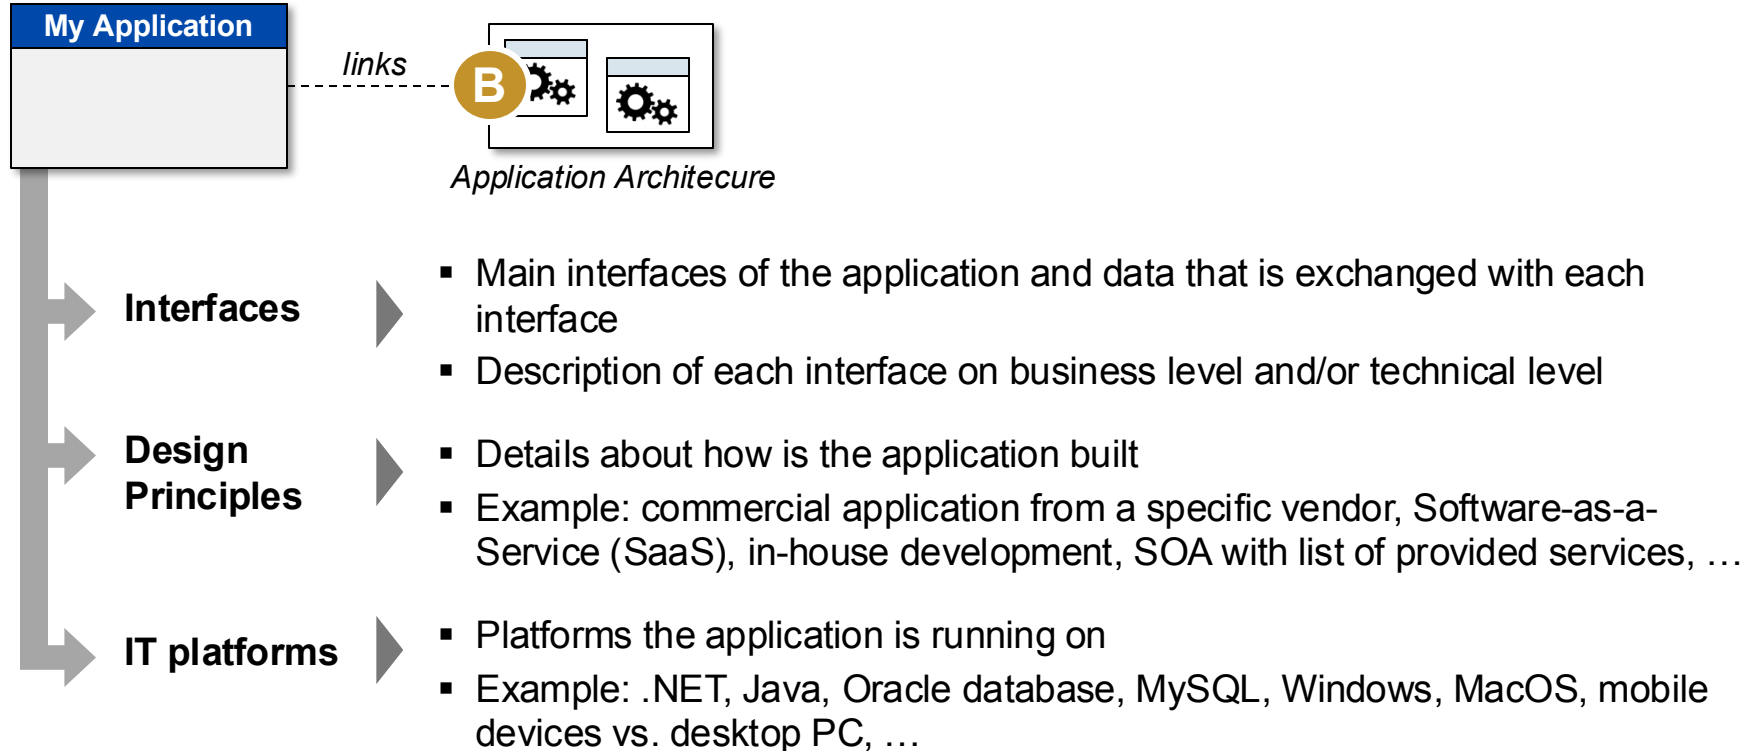 My Application
links
B
Application Architecure
Interfaces
▪ Main interfaces of the application and data that is exchanged with each
interface
▪ Description of each interface on business level and/or technical level
Design
Principles
▪ Details about how is the application built
▪ Example: commercial application from a specific vendor, Software-as-a-
Service (SaaS), in-house development, SOA with list of provided services, …
IT platforms
▪ Platforms the application is running on
▪ Example: .NET, Java, Oracle database, MySQL, Windows, MacOS, mobile
devices vs. desktop PC, …